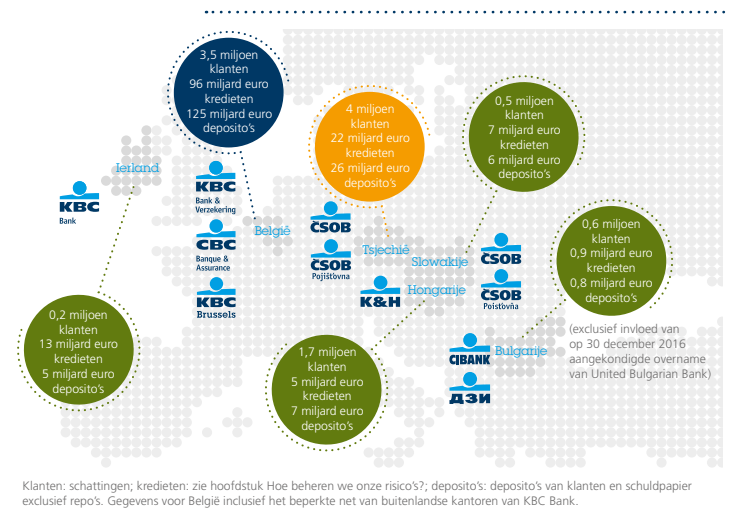 3,5 miljoen
klanten
96 miljard euro
kredieten
125 miljard euro
deposito's
4 miljoen
klanten
22 miljard euro
kredieten
26 miljard euro
deposito's
0,5 miljoen
klanten
7 miljard euro
kredieten
6 miljard euro
deposito's
Ierland
KBC
Bank
KBC
Bank &
Verzekering
CBC
Banque &
Assurance
KBC
Brussels
België
ČSOB
ČSOB
Pojišťovna
Tsjechië
Slowakije
ČSOB
ČSOB
Poisťovňa
K&H
Hongarije
0,6 miljoen
klanten
0,9 miljard euro
kredieten
0,8 miljard euro
deposito's
0,2 miljoen
klanten
13 miljard euro
kredieten
5 miljard euro
deposito's
1,7 miljoen
klanten
5 miljard euro
kredieten
7 miljard euro
deposito's
CIBANK
ДЗИ
Bulgarije
(exclusief invloed van
op 30 december 2016
aangekondigde overname
van United Bulgarian Bank)
Klanten: schattingen; kredieten: zie hoofdstuk Hoe beheren we onze risico's?; deposito's: deposito's van klanten en schuldpapier
exclusief repo's. Gegevens voor België inclusief het beperkte net van buitenlandse kantoren van KBC Bank.